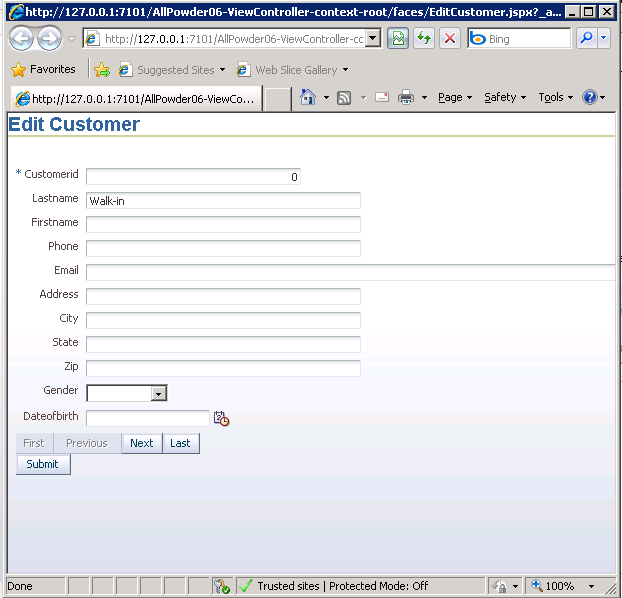 http://127.0.0.1:7101/AllPowder06-ViewController-context-root/faces/EditCustomer.jspx?_a...
http://127.0.0.1:7101/AllPowder06-ViewController-cc Bing
Favorites Suggested Sites Web Slice Gallery
http://127.0.0.1:7101/AllPowder06-ViewCo... Page Safety Tools
Edit Customer
* Customerid 0
Lastname Walk-in
Firstname
Phone
Email
Address
City
State
Zip
Gender
Dateofbirth
First Previous Next Last
Submit
Done Trusted sites | Protected Mode: Off 100%